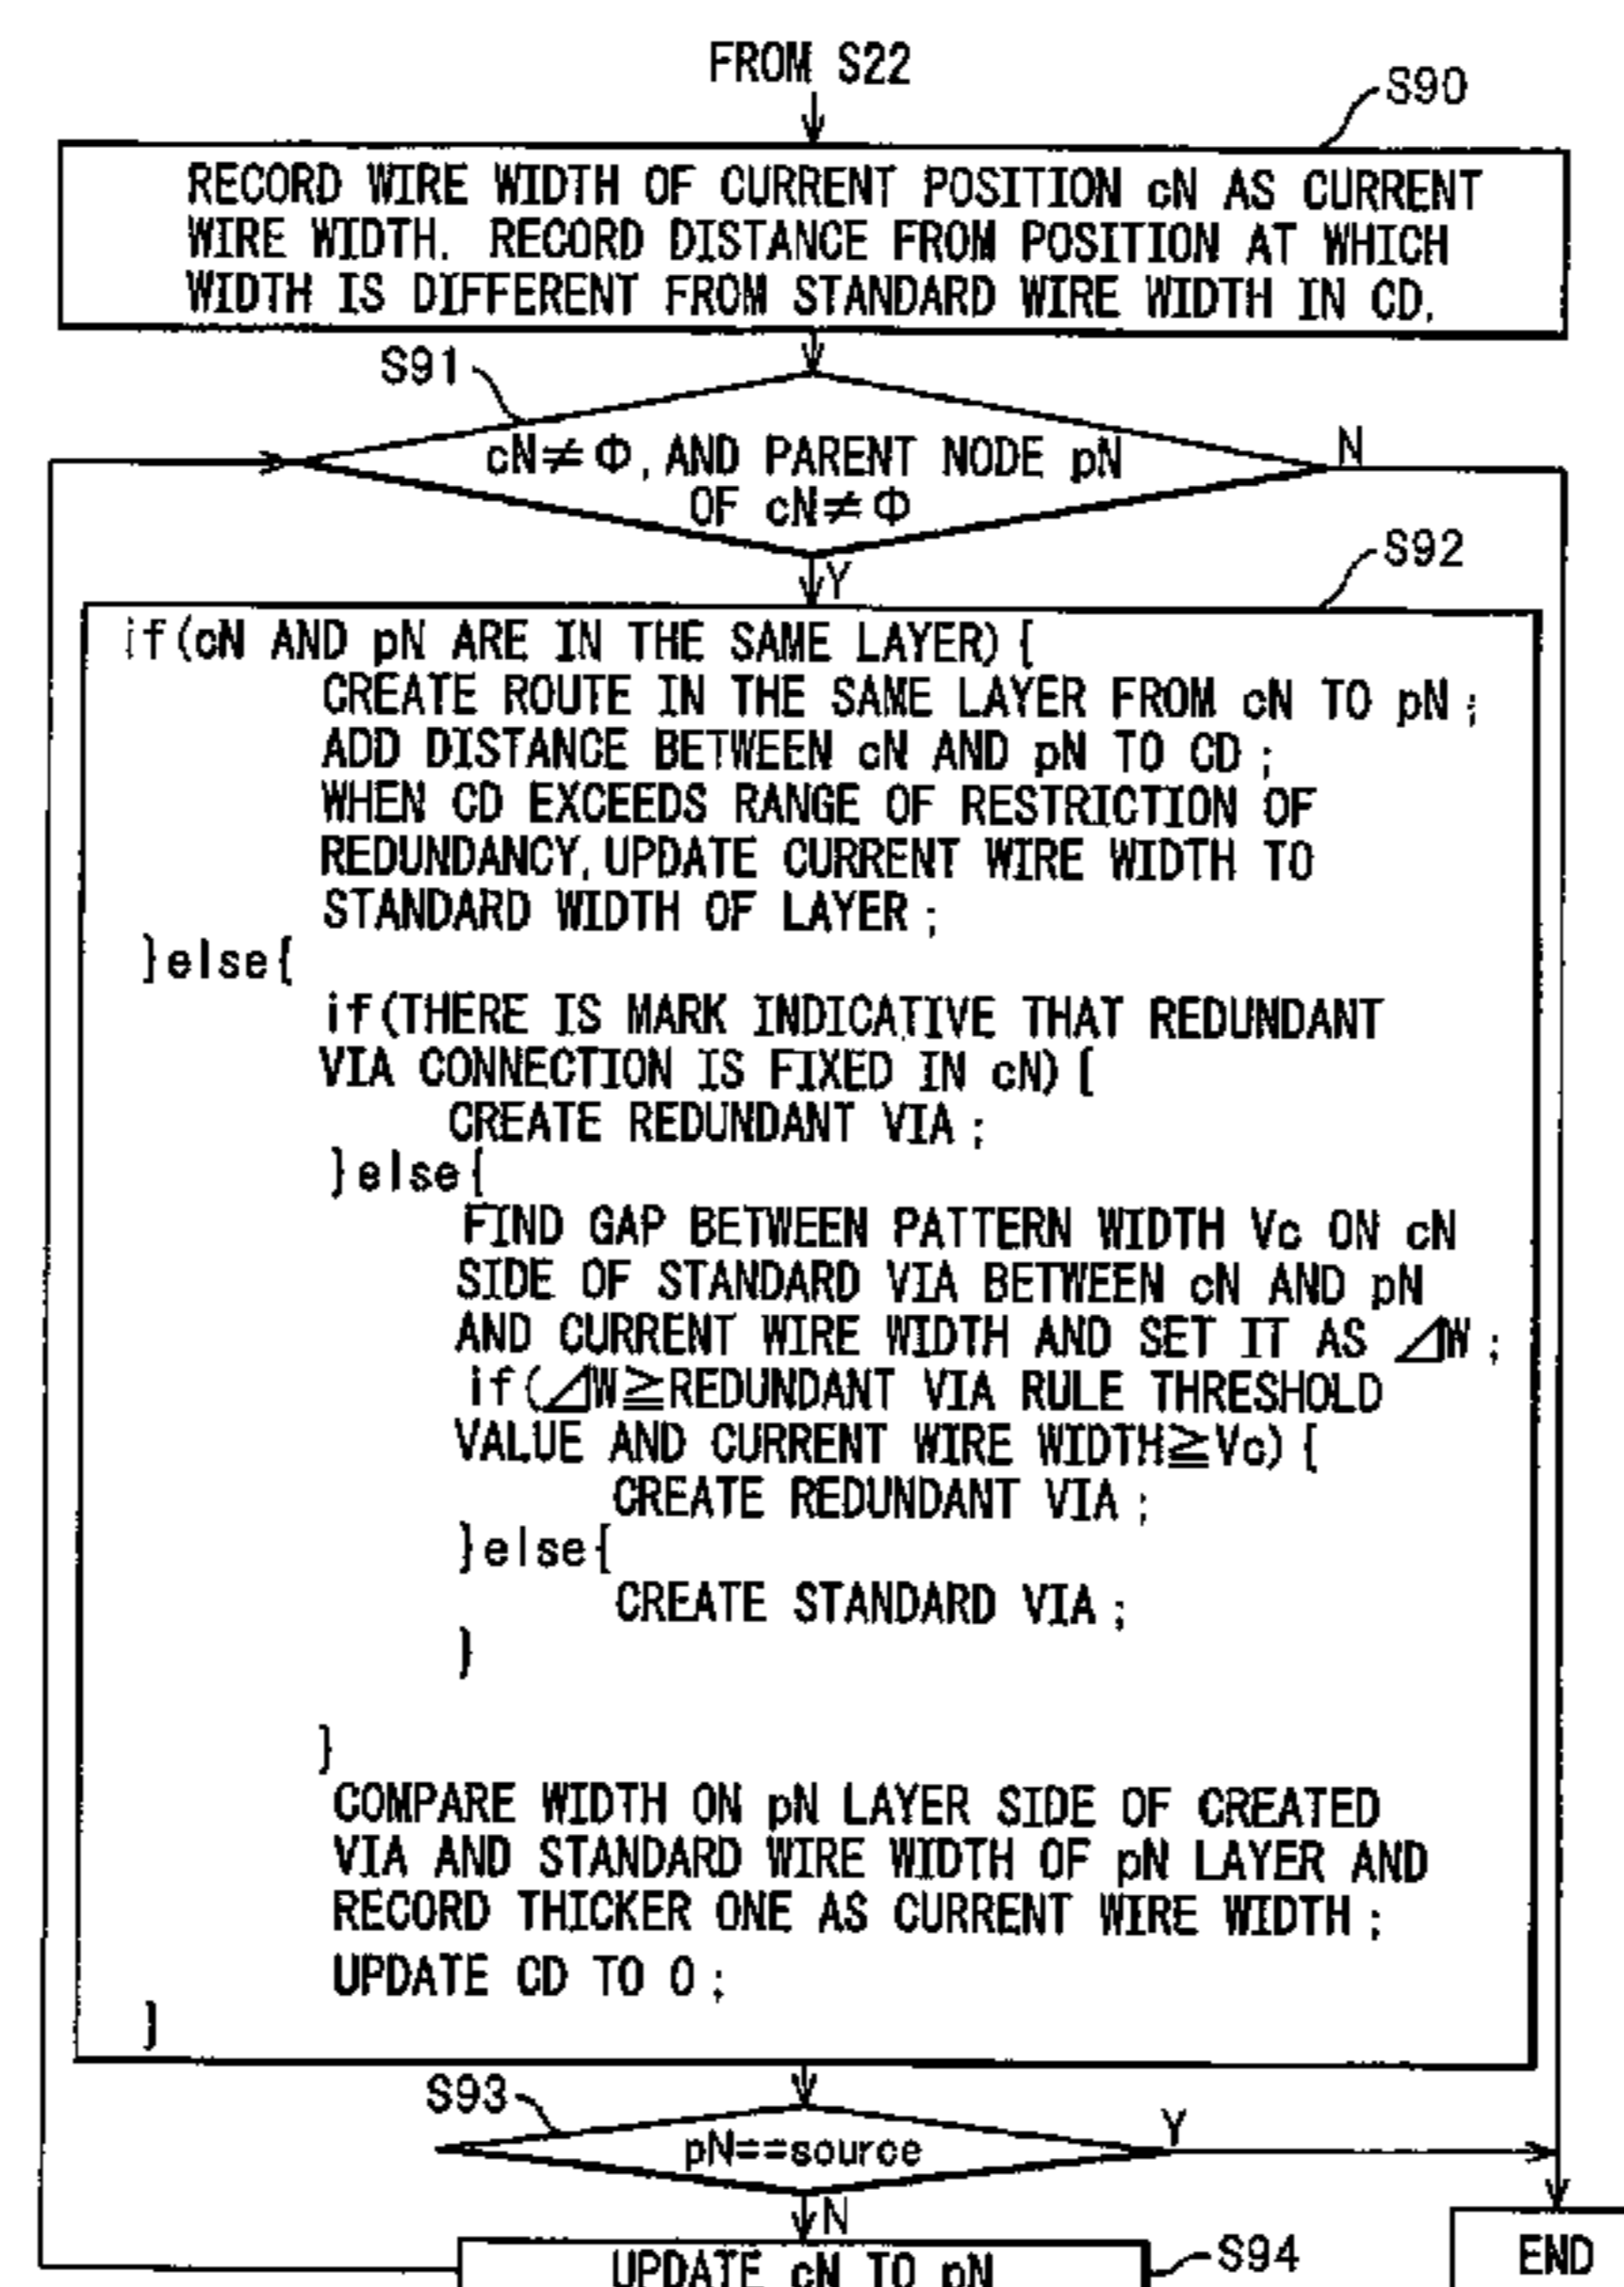 FROM S22
S90
RECORD WIRE WIDTH OF CURRENT POSITION cN AS CURRENT
WIRE WIDTH. RECORD DISTANCE FROM POSITION AT WHICH
WIDTH IS DIFFERENT FROM STANDARD WIRE WIDTH IN CD.
S91
cN≠Φ, AND PARENT NODE pN
OF cN≠Φ
N
Y
S92
if(cN AND pN ARE IN THE SAME LAYER){
CREATE ROUTE IN THE SAME LAYER FROM cN TO pN;
ADD DISTANCE BETWEEN cN AND pN TO CD;
WHEN CD EXCEEDS RANGE OF RESTRICTION OF
REDUNDANCY, UPDATE CURRENT WIRE WIDTH TO
STANDARD WIDTH OF LAYER;
}else{
if(THERE IS MARK INDICATIVE THAT REDUNDANT
VIA CONNECTION IS FIXED IN cN){
CREATE REDUNDANT VIA;
}else{
FIND GAP BETWEEN PATTERN WIDTH Vc ON cN
SIDE OF STANDARD VIA BETWEEN cN AND pN
AND CURRENT WIRE WIDTH AND SET IT AS ⊿W;
if(⊿W≧REDUNDANT VIA RULE THRESHOLD
VALUE AND CURRENT WIRE WIDTH≧Vc){
CREATE REDUNDANT VIA;
}else{
CREATE STANDARD VIA;
}
}
COMPARE WIDTH ON pN LAYER SIDE OF CREATED
VIA AND STANDARD WIRE WIDTH OF pN LAYER AND
RECORD THICKER ONE AS CURRENT WIRE WIDTH;
UPDATE CD TO 0;
}
S93
pN==source
Y
N
UPDATE cN TO pN
S94
END